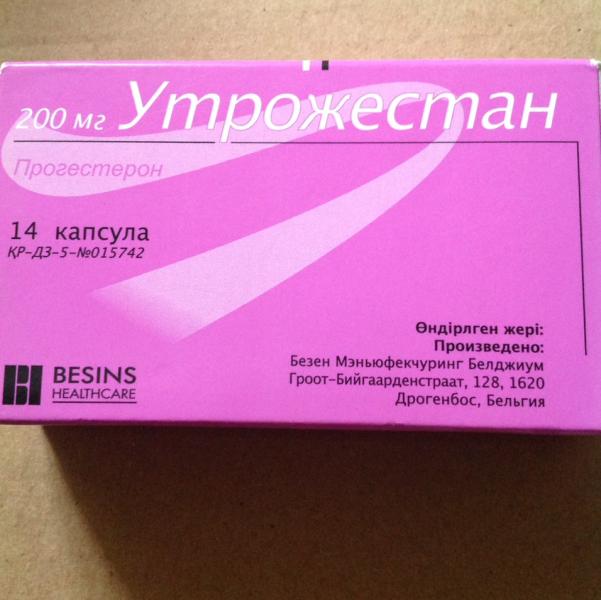 200 мг Утрожестан
Прогестерон
14 капсула
ҚР-ДЗ-5-№015742
Өндірлген жері:
Произведено:
Безен Мэньюфекчуринг Белджиум
Гроот-Бийгаарденстраат, 128, 1620
Дрогенбос, Бельгия
BESINS
HEALTHCARE